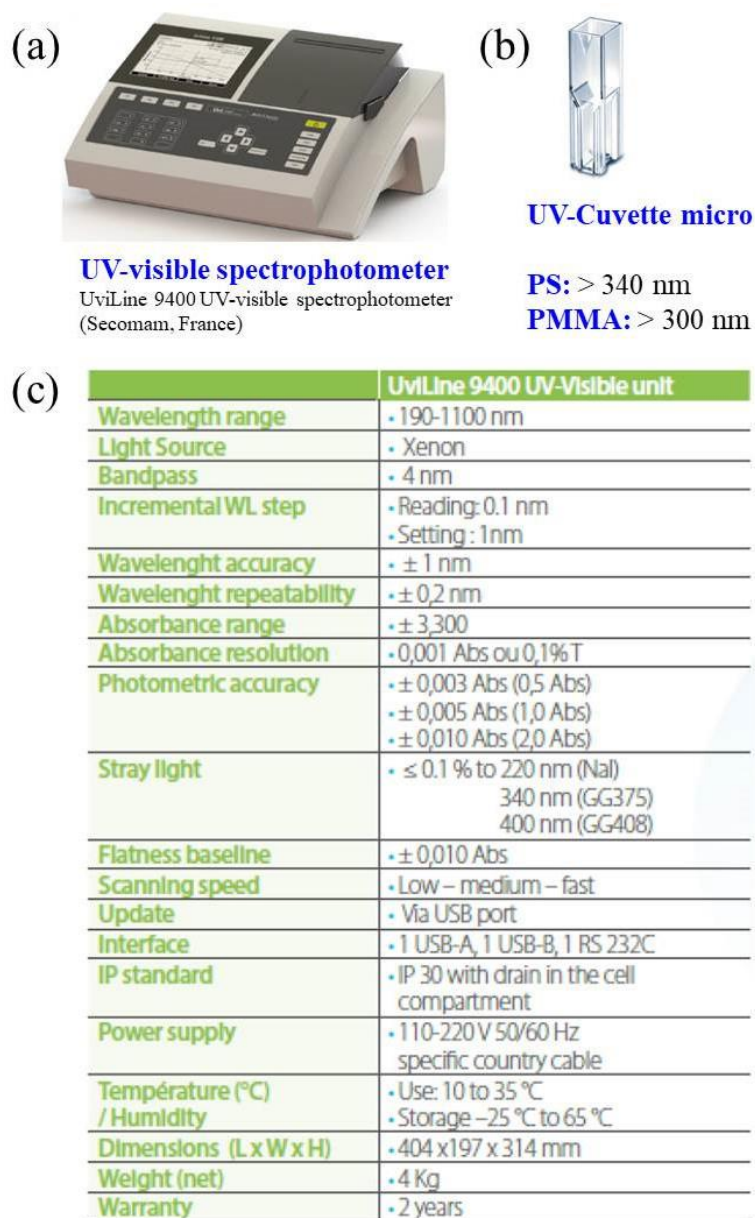 (a)
(b)
UV-visible spectrophotometer
UviLine 9400 UV-visible spectrophotometer
(Secomam, France)
UV-Cuvette micro
PS: > 340 nm
PMMA: > 300 nm
(c)
UviLine 9400 UV-Visible unit
Wavelength range • 190-1100 nm
Light Source • Xenon
Bandpass • 4 nm
Incremental WL step • Reading: 0.1 nm
• Setting : 1nm
Wavelenght accuracy • ± 1 nm
Wavelenght repeatability • ± 0,2 nm
Absorbance range • ± 3,300
Absorbance resolution • 0,001 Abs ou 0,1% T
Photometric accuracy • ± 0,003 Abs (0,5 Abs)
• ± 0,005 Abs (1,0 Abs)
• ± 0,010 Abs (2,0 Abs)
Stray light • ≤ 0.1 % to 220 nm (NaI)
340 nm (GG375)
400 nm (GG408)
Flatness baseline • ± 0,010 Abs
Scanning speed • Low – medium – fast
Update • Via USB port
Interface • 1 USB-A, 1 USB-B, 1 RS 232C
IP standard • IP 30 with drain in the cell
compartment
Power supply • 110-220 V 50/60 Hz
specific country cable
Température (°C) • Use: 10 to 35 °C
/ Humidity • Storage –25 °C to 65 °C
Dimensions (L x W x H) • 404 x197 x 314 mm
Weight (net) • 4 Kg
Warranty • 2 years